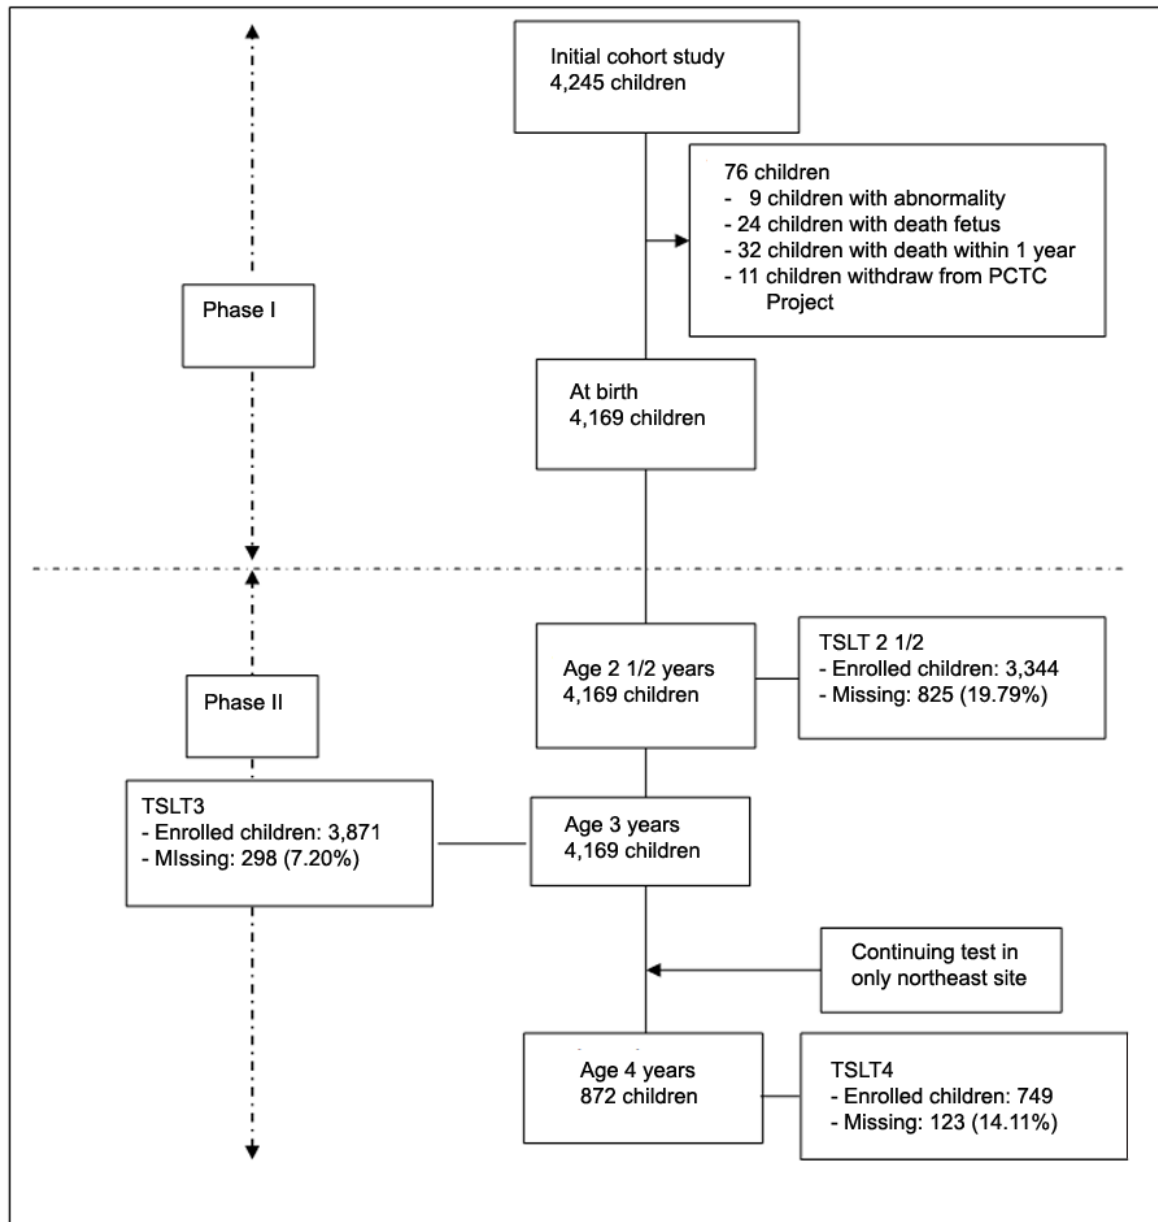 Initial cohort study
4,245 children
76 children
- 9 children with abnormality
- 24 children with death fetus
- 32 children with death within 1 year
- 11 children withdraw from PCTC
Project
Phase I
At birth
4,169 children
Age 2 1/2 years
4,169 children
TSLT 2 1/2
- Enrolled children: 3,344
- Missing: 825 (19.79%)
Phase II
TSLT3
- Enrolled children: 3,871
- MIssing: 298 (7.20%)
Age 3 years
4,169 children
Continuing test in
only northeast site
Age 4 years
872 children
TSLT4
- Enrolled children: 749
- Missing: 123 (14.11%)